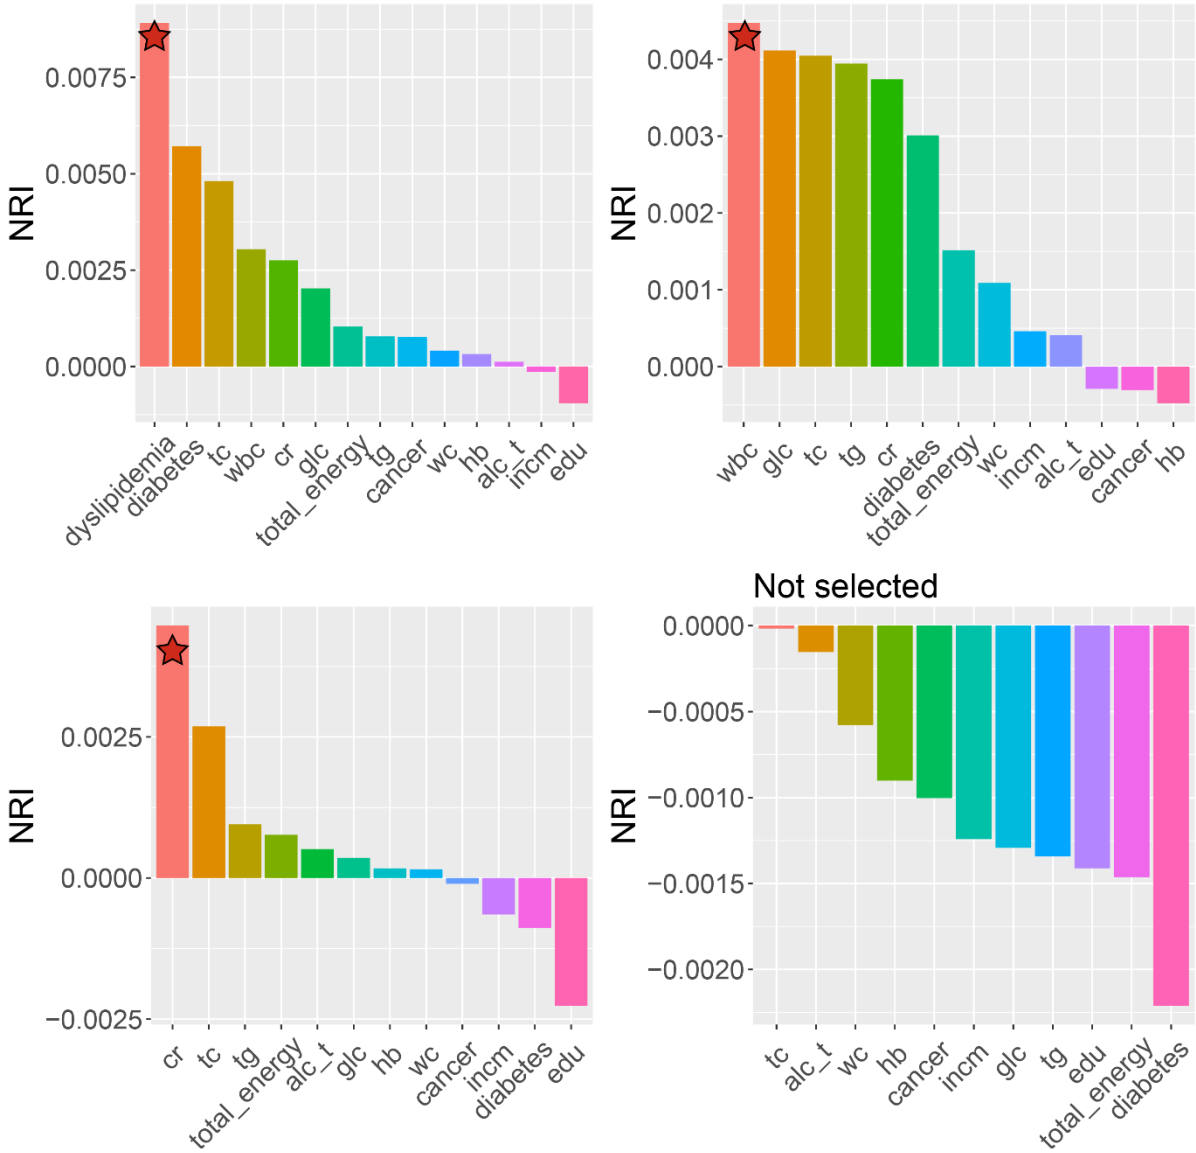 NRI
0.0075
0.0050
0.0025
0.0000
dyslipidemia
diabetes
tc
wbc
cr
glc
total_energy
tg
cancer
wc
hb
alc_t
incm
edu
NRI
0.004
0.003
0.002
0.001
0.000
wbc
glc
tc
tg
cr
diabetes
total_energy
wc
incm
alc_t
edu
cancer
hb
NRI
0.0025
0.0000
−0.0025
cr
tc
tg
total_energy
alc_t
glc
hb
wc
cancer
incm
diabetes
edu
Not selected
NRI
0.0000
−0.0005
−0.0010
−0.0015
−0.0020
tc
alc_t
wc
hb
cancer
incm
glc
tg
edu
total_energy
diabetes